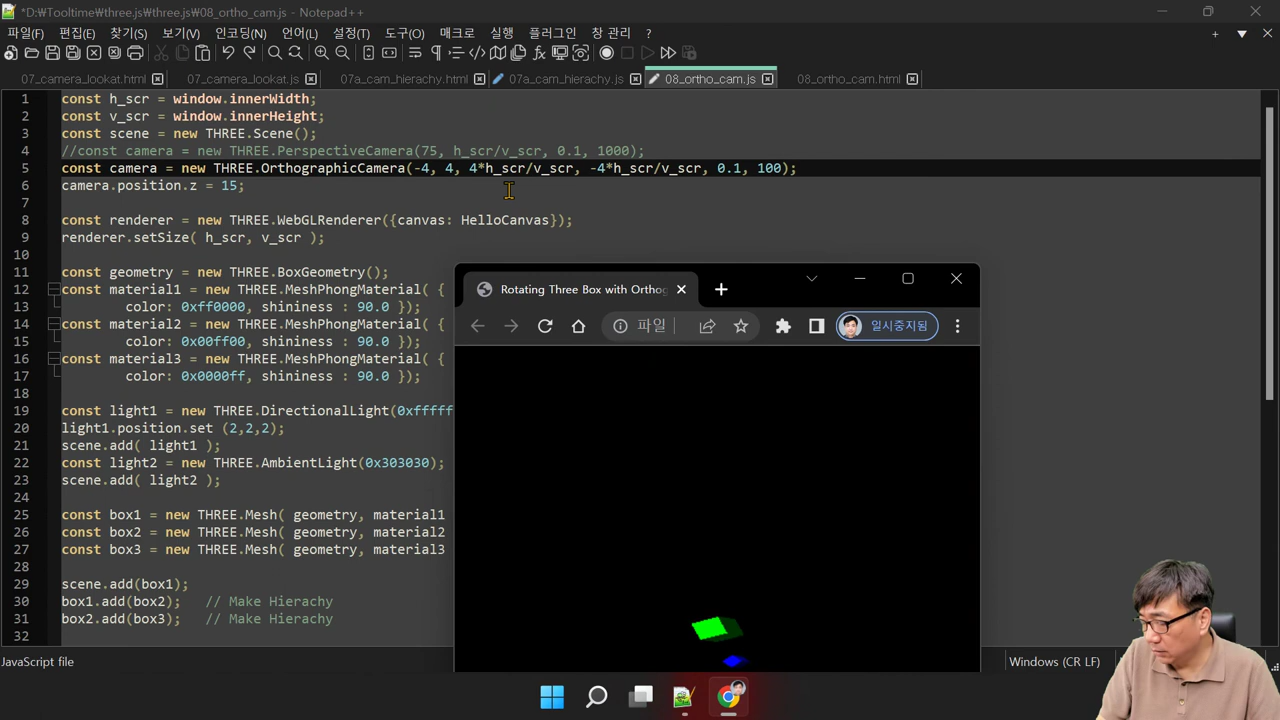 *D:₩Tooltime₩three.js₩three.js₩08_ortho_cam.js - Notepad++
파일(F) 편집(E) 찾기(S) 보기(V) 인코딩(N) 언어(L) 설정(T) 도구(O) 매크로 실행 플러그인 창 관리 ?
07_camera_lookat.html 07_camera_lookat.js 07a_cam_hierachy.html 07a_cam_hierachy.js 08_ortho_cam.js 08_ortho_cam.html
1 const h_scr = window.innerWidth;
2 const v_scr = window.innerHeight;
3 const scene = new THREE.Scene();
4 //const camera = new THREE.PerspectiveCamera(75, h_scr/v_scr, 0.1, 1000);
5 const camera = new THREE.OrthographicCamera(-4, 4, 4*h_scr/v_scr, -4*h_scr/v_scr, 0.1, 100);
6 camera.position.z = 15;
7
8 const renderer = new THREE.WebGLRenderer({canvas: HelloCanvas});
9 renderer.setSize( h_scr, v_scr );
10
11 const geometry = new THREE.BoxGeometry();
12 const material1 = new THREE.MeshPhongMaterial( {
13 color: 0xff0000, shininess : 90.0 });
14 const material2 = new THREE.MeshPhongMaterial( {
15 color: 0x00ff00, shininess : 90.0 });
16 const material3 = new THREE.MeshPhongMaterial( {
17 color: 0x0000ff, shininess : 90.0 });
18
19 const light1 = new THREE.DirectionalLight(0xfffff
20 light1.position.set (2,2,2);
21 scene.add( light1 );
22 const light2 = new THREE.AmbientLight(0x303030);
23 scene.add( light2 );
24
25 const box1 = new THREE.Mesh( geometry, material1
26 const box2 = new THREE.Mesh( geometry, material2
27 const box3 = new THREE.Mesh( geometry, material3
28
29 scene.add(box1);
30 box1.add(box2); // Make Hierachy
31 box2.add(box3); // Make Hierachy
32
Rotating Three Box with Orthog
파일
일시중지됨
JavaScript file Windows (CR LF)